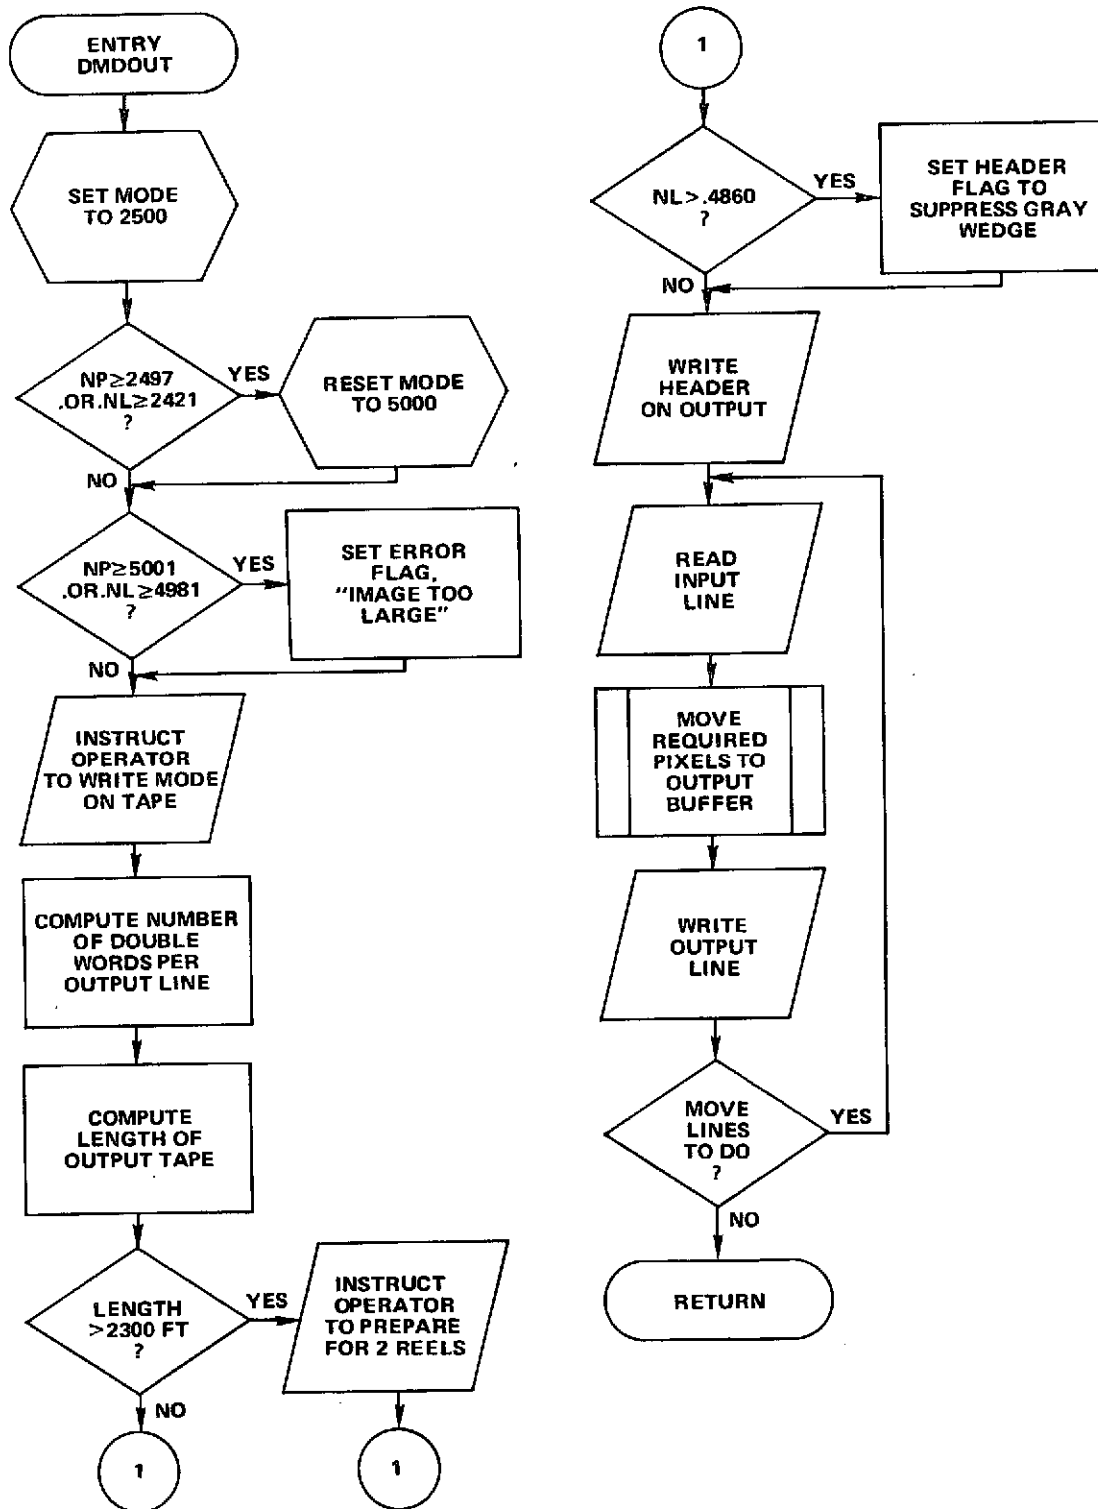 ENTRY
DMDOUT
SET MODE
TO 2500
NP≥2497
.OR.NL≥2421
?
YES
RESET MODE
TO 5000
NO
NP≥5001
.OR.NL≥4981
?
YES
SET ERROR
FLAG,
"IMAGE TOO
LARGE"
NO
INSTRUCT
OPERATOR
TO WRITE MODE
ON TAPE
COMPUTE NUMBER
OF DOUBLE
WORDS PER
OUTPUT LINE
COMPUTE
LENGTH OF
OUTPUT TAPE
LENGTH
>2300 FT
?
YES
INSTRUCT
OPERATOR
TO PREPARE
FOR 2 REELS
NO
1
1
1
NL>.4860
?
YES
SET HEADER
FLAG TO
SUPPRESS GRAY
WEDGE
NO
WRITE
HEADER
ON OUTPUT
READ
INPUT
LINE
MOVE
REQUIRED
PIXELS TO
OUTPUT
BUFFER
WRITE
OUTPUT
LINE
MOVE
LINES
TO DO
?
YES
NO
RETURN